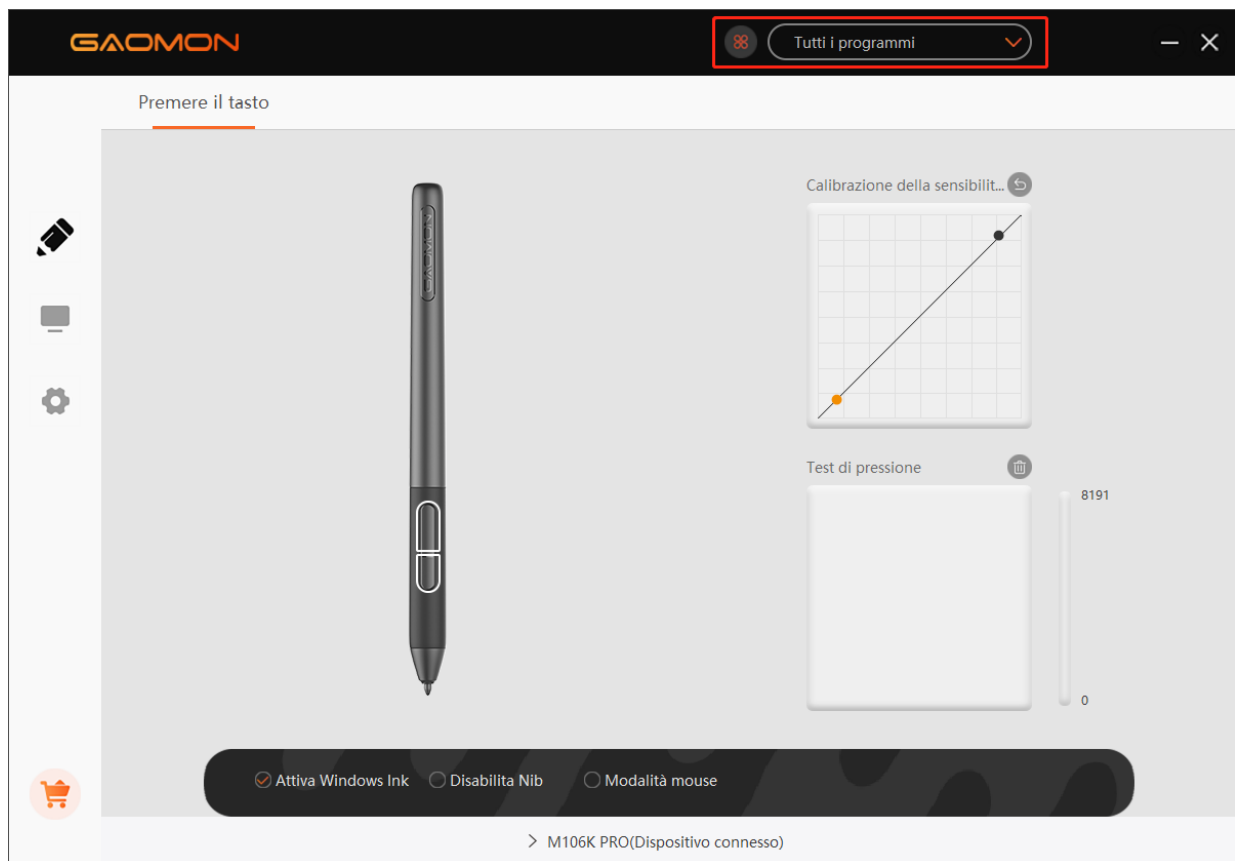 GAOMON
Tutti i programmi
Premere il tasto
Calibrazione della sensibilit...
GAOMON
Test di pressione
8191
0
Attiva Windows Ink
Disabilita Nib
Modalità mouse
M106K PRO(Dispositivo connesso)